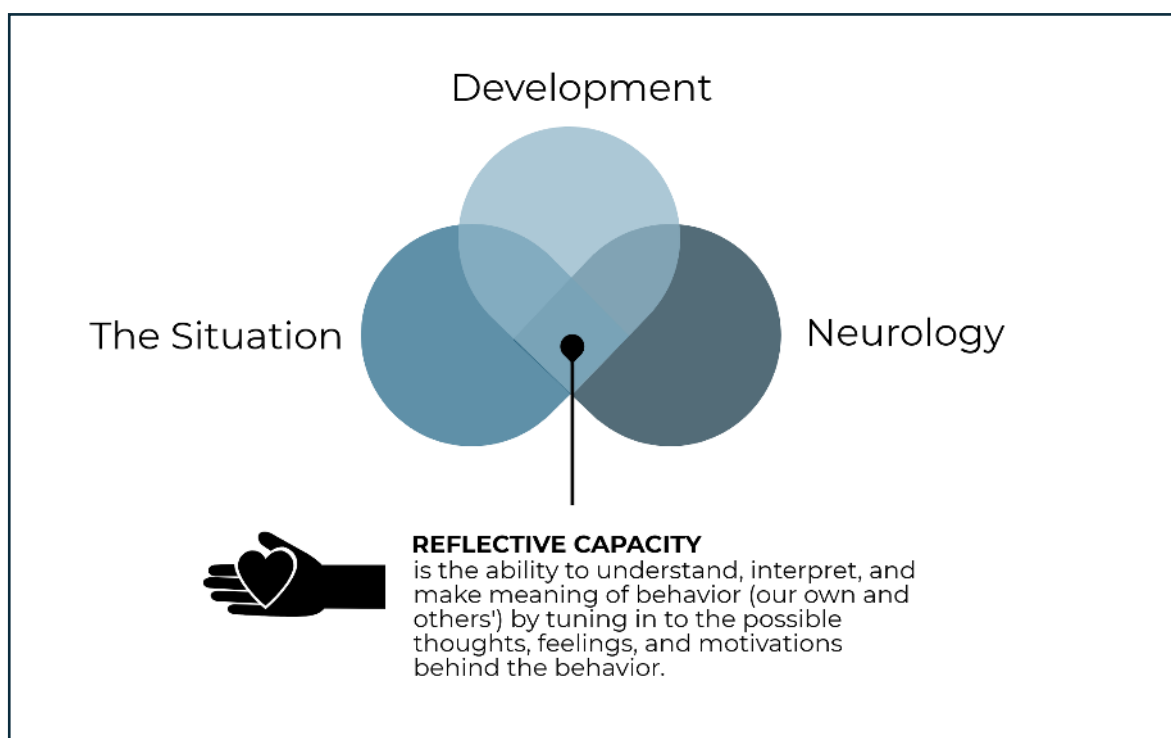 Development
The Situation
Neurology
REFLECTIVE CAPACITY
is the ability to understand, interpret, and
make meaning of behavior (our own and
others') by tuning in to the possible
thoughts, feelings, and motivations
behind the behavior.